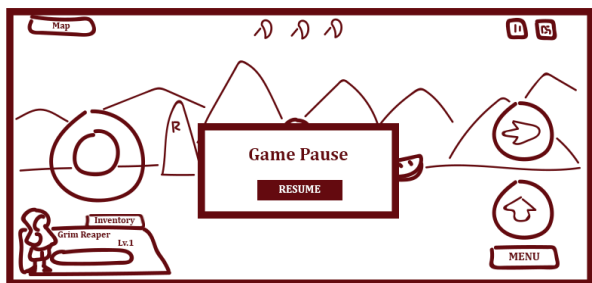 Map
R
Game Pause
RESUME
Inventory
Grim Reaper
Lv.1
MENU